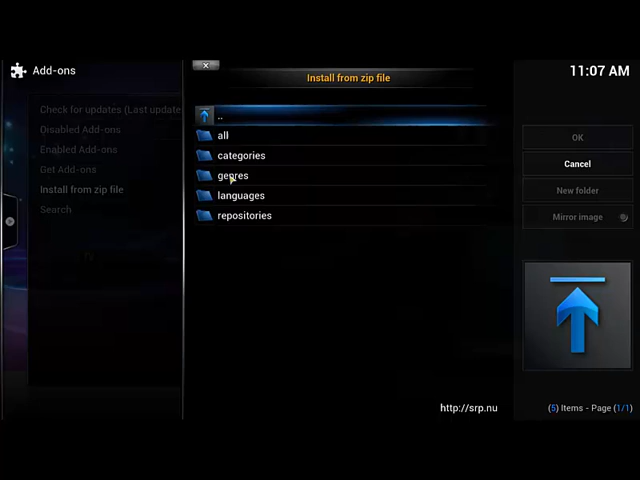 Add-ons
Install from zip file
11:07 AM
Check for updates (Last update
Disabled Add-ons
Enabled Add-ons
Get Add-ons
Install from zip file
Search
..
all
categories
genres
languages
repositories
OK
Cancel
New folder
Mirror image
http://srp.nu
(5) Items - Page (1/1)